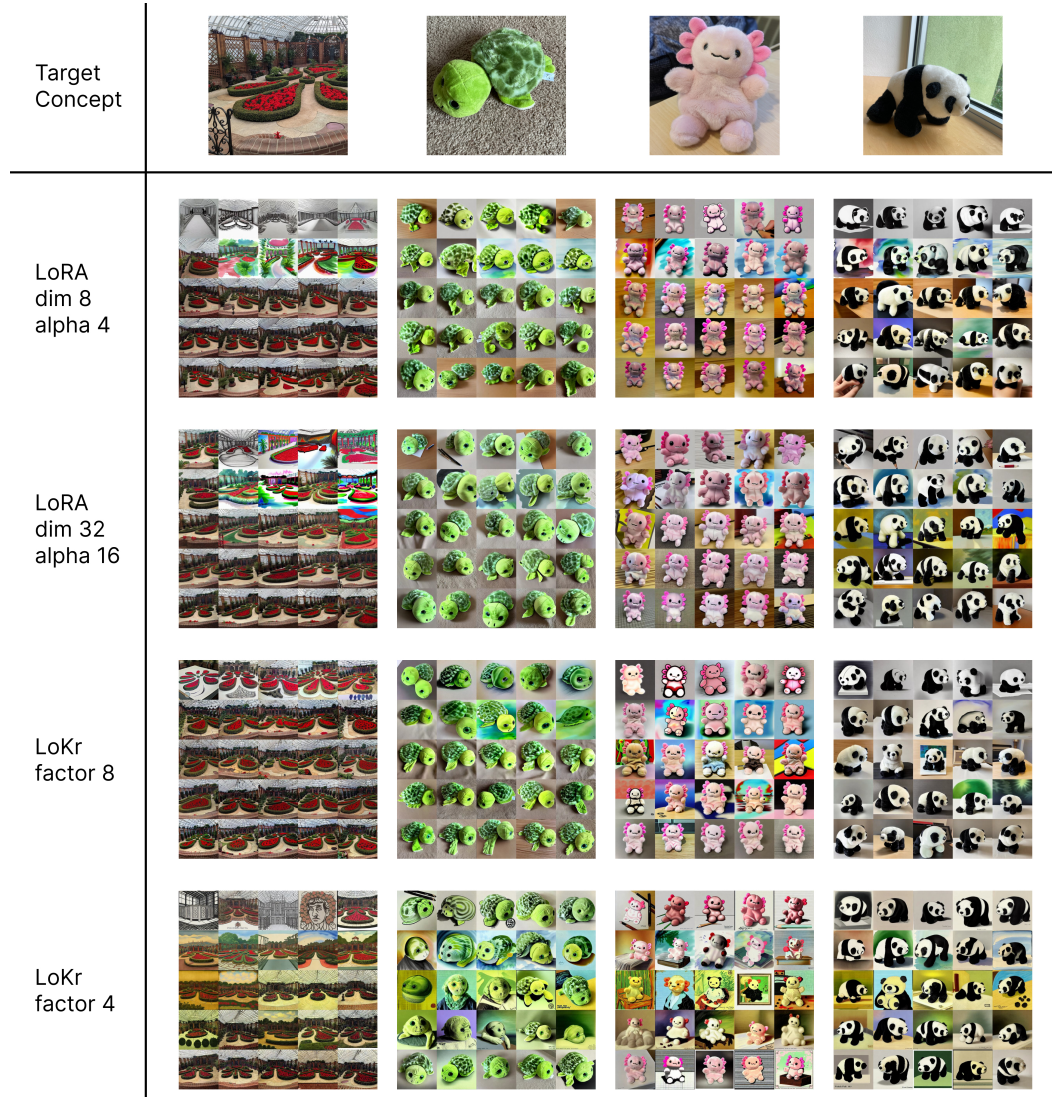 Target
Concept
LoRA
dim 8
alpha 4
LoRA
dim 32
alpha 16
LoKr
factor 8
LoKr
factor 4